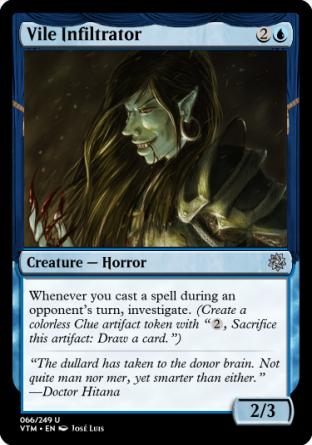 Vile Infiltrator 2
Creature — Horror
Whenever you cast a spell during an
opponent's turn, investigate. (Create a
colorless Clue artifact token with “2, Sacrifice
this artifact: Draw a card.”)
“The dullard has taken to the donor brain. Not
quite man nor mer, yet smarter than either.”
—Doctor Hitana
2/3
066/249 U
VTM • EN José Luis